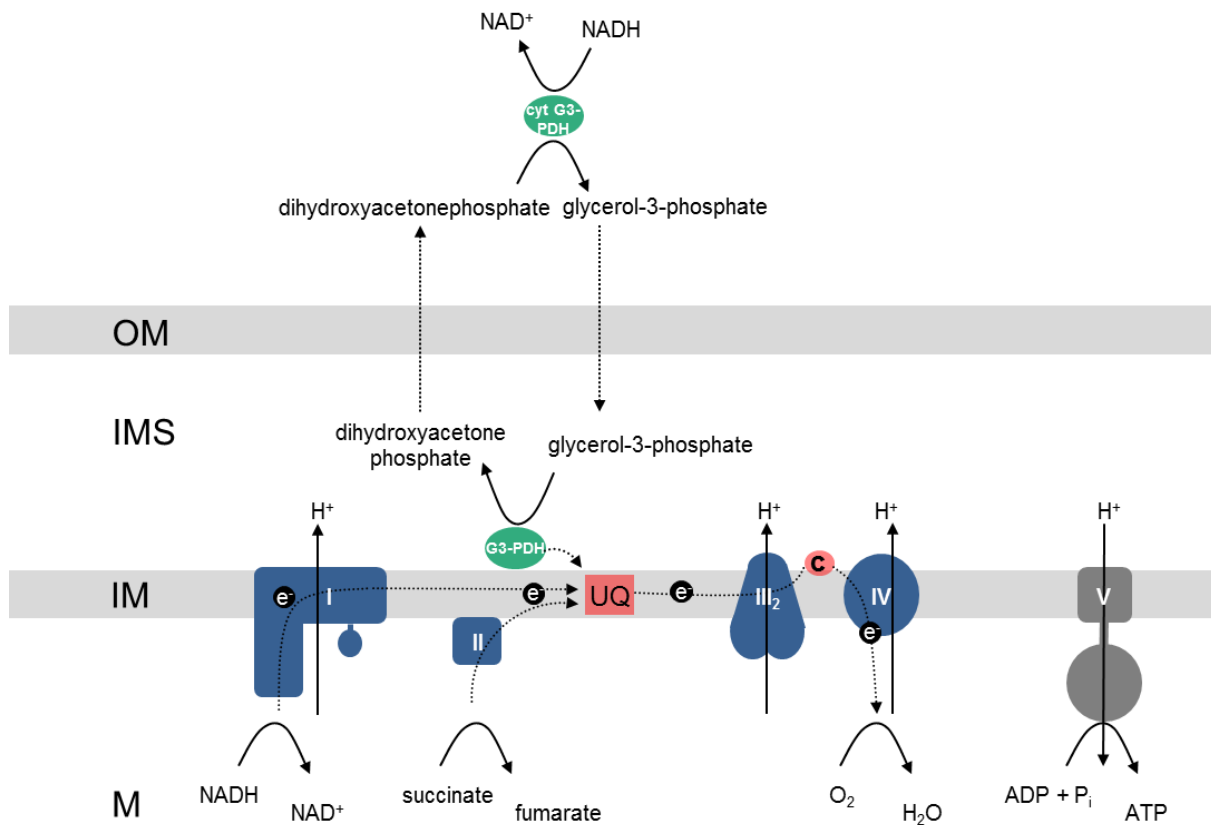 NAD⁺ NADH
cyt G3-
PDH
dihydroxyacetonephosphate glycerol-3-phosphate
OM
IMS
dihydroxyacetone
phosphate
glycerol-3-phosphate
H⁺ H⁺ H⁺ H⁺
G3-PDH
C
IM e⁻ I e⁻ UQ e⁻ III₂ IV V
e⁻
II
NADH NAD⁺
succinate fumarate
O₂ H₂O
ADP + Pᵢ ATP
M